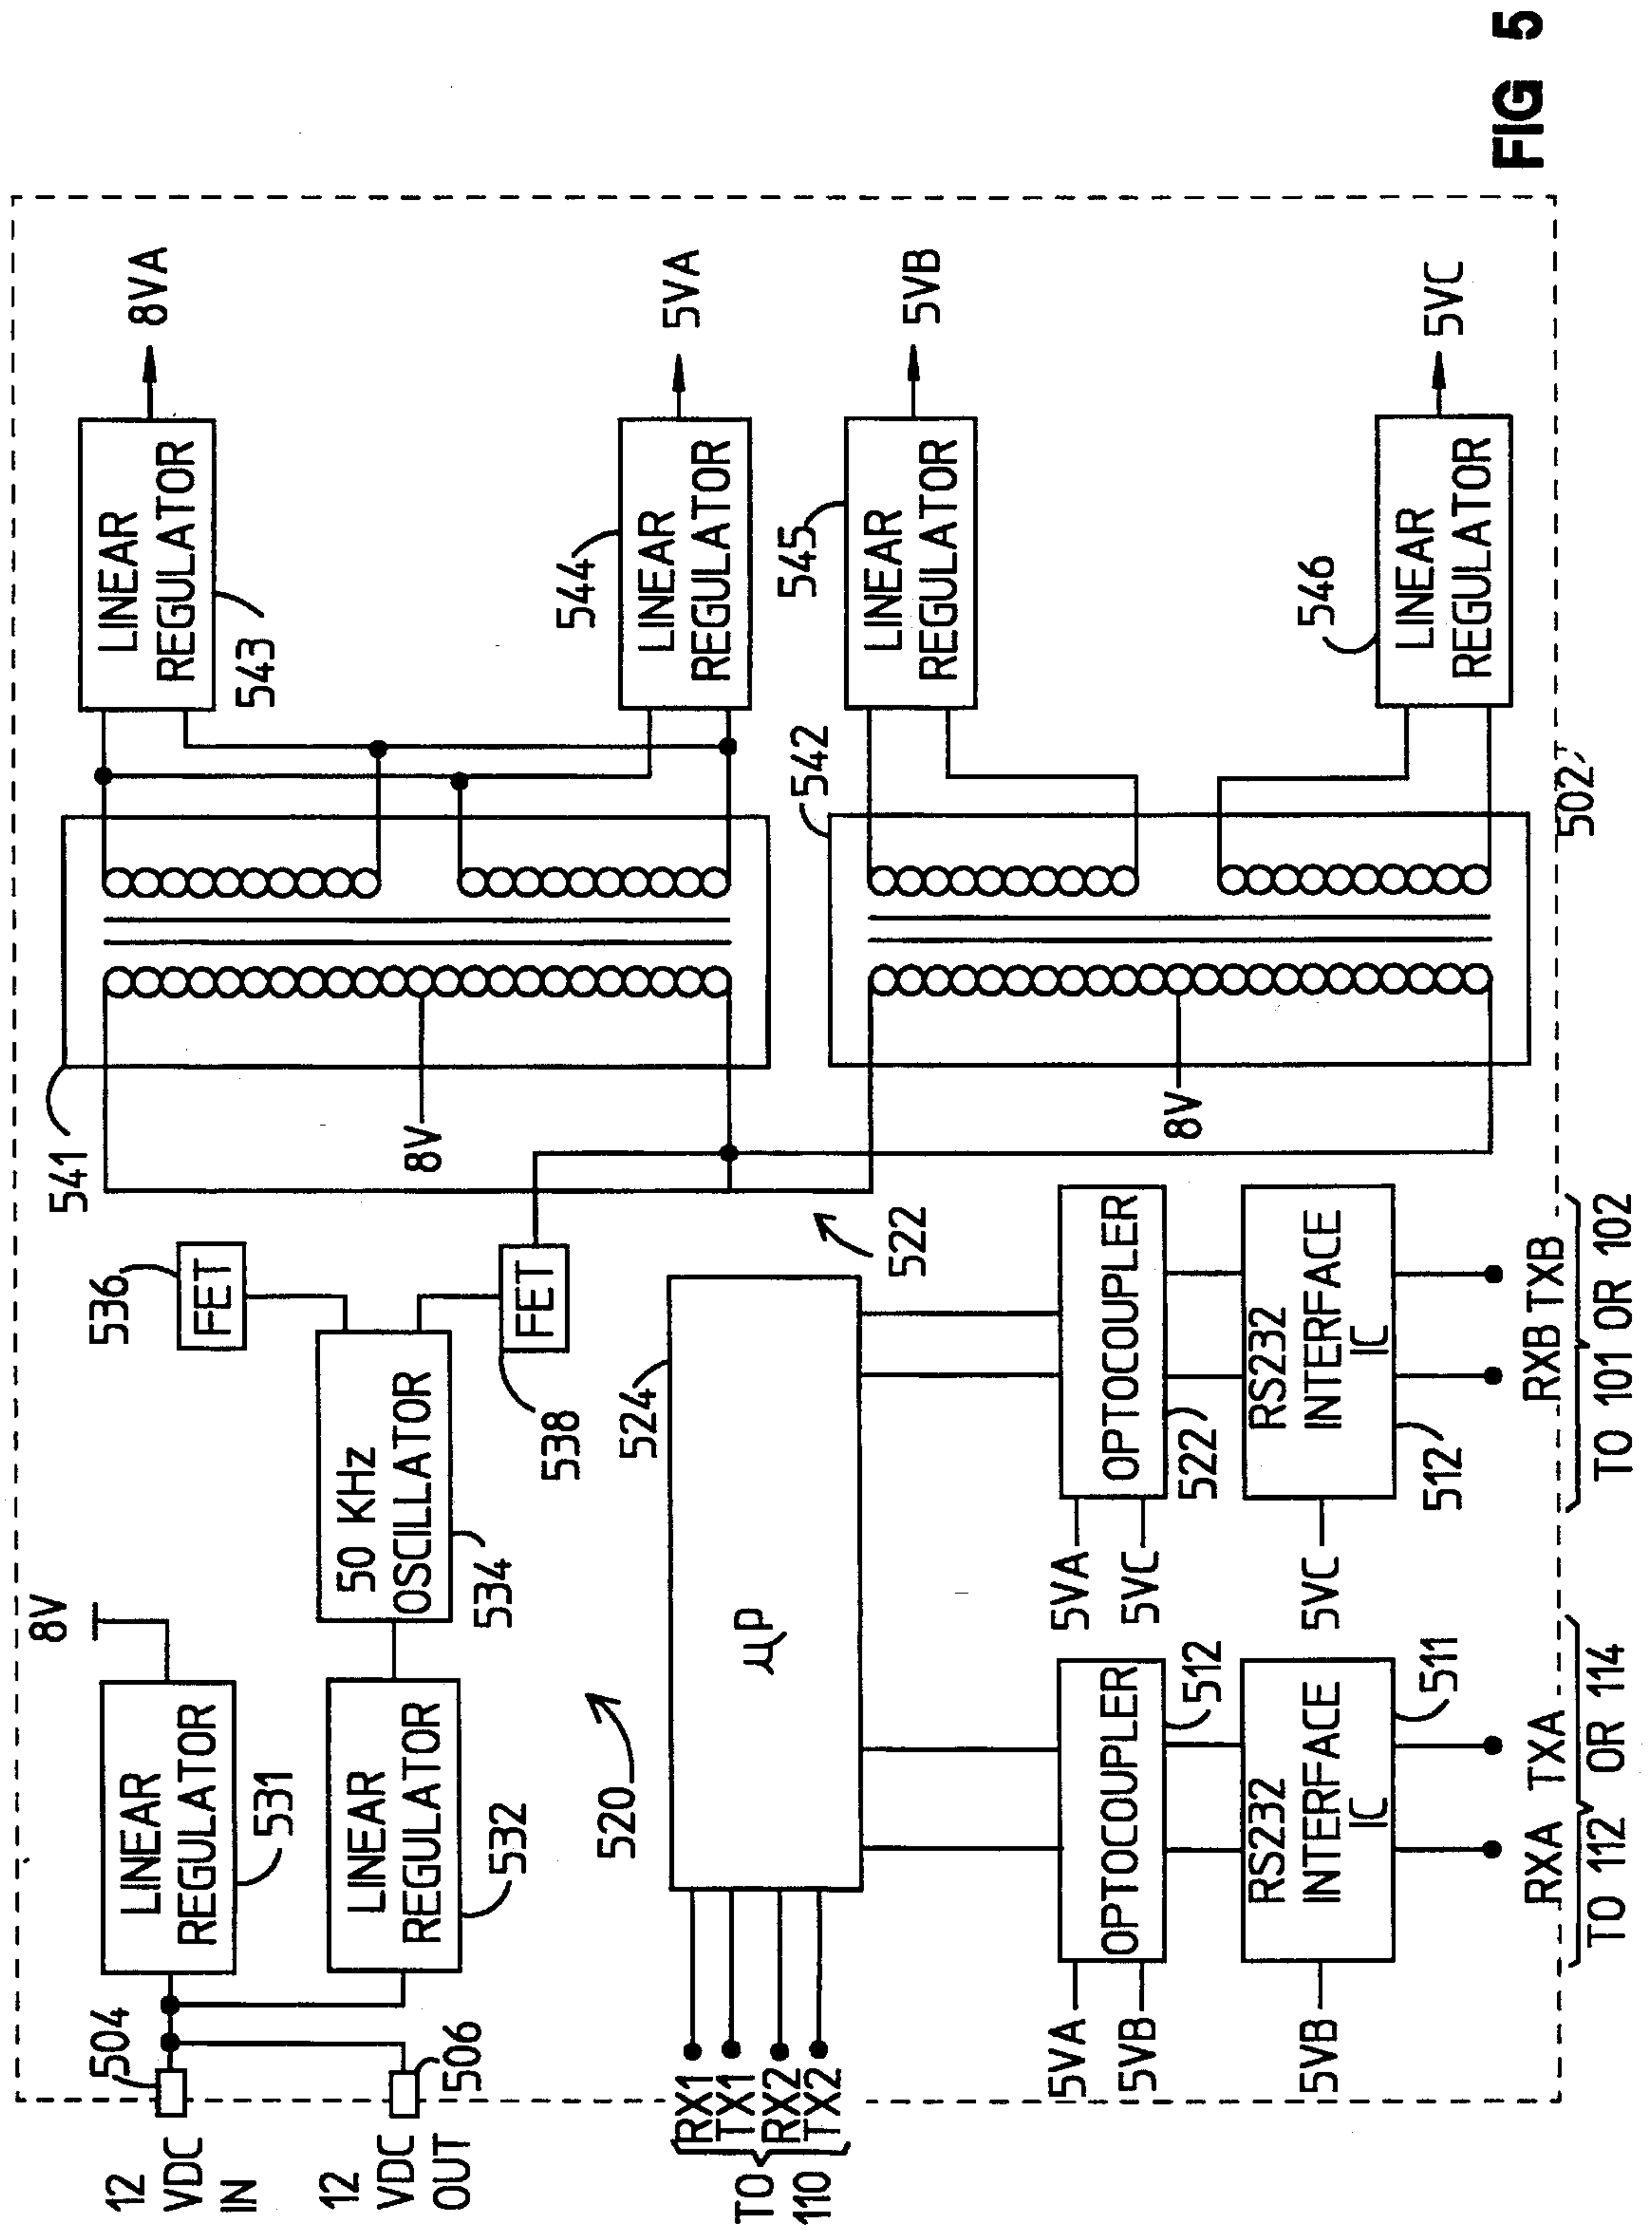 12
VDC
IN
504
12
VDC
OUT
506
LINEAR
REGULATOR
531
8V
LINEAR
REGULATOR
532
50 KHz
OSCILLATOR
534
FET
536
FET
538
541
8V
LINEAR
REGULATOR
543
8VA
544
LINEAR
REGULATOR
5VA
542
8V
545
LINEAR
REGULATOR
5VB
546
LINEAR
REGULATOR
5VC
520
522
524
μP
RX1
TX1
RX2
TX2
TO
110
5VA
5VB
OPTOCOUPLER
512
5VB
RS232
INTERFACE
IC
511
RXA TXA
TO 112 OR 114
5VA
5VC
OPTOCOUPLER
522
5VC
RS232
INTERFACE
IC
512
RXB TXB
TO 101 OR 102
502
FIG 5